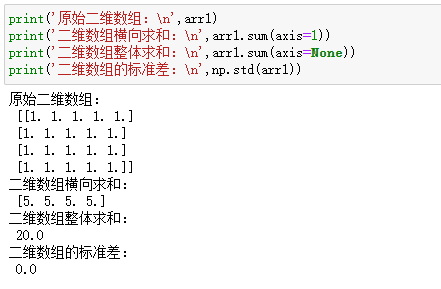 print('原始二维数组：\n',arr1)
print('二维数组横向求和：\n',arr1.sum(axis=1))
print('二维数组整体求和：\n',arr1.sum(axis=None))
print('二维数组的标准差：\n',np.std(arr1))
原始二维数组：
[[1. 1. 1. 1. 1.]
[1. 1. 1. 1. 1.]
[1. 1. 1. 1. 1.]
[1. 1. 1. 1. 1.]]
二维数组横向求和：
[5. 5. 5. 5.]
二维数组整体求和：
20.0
二维数组的标准差：
0.0